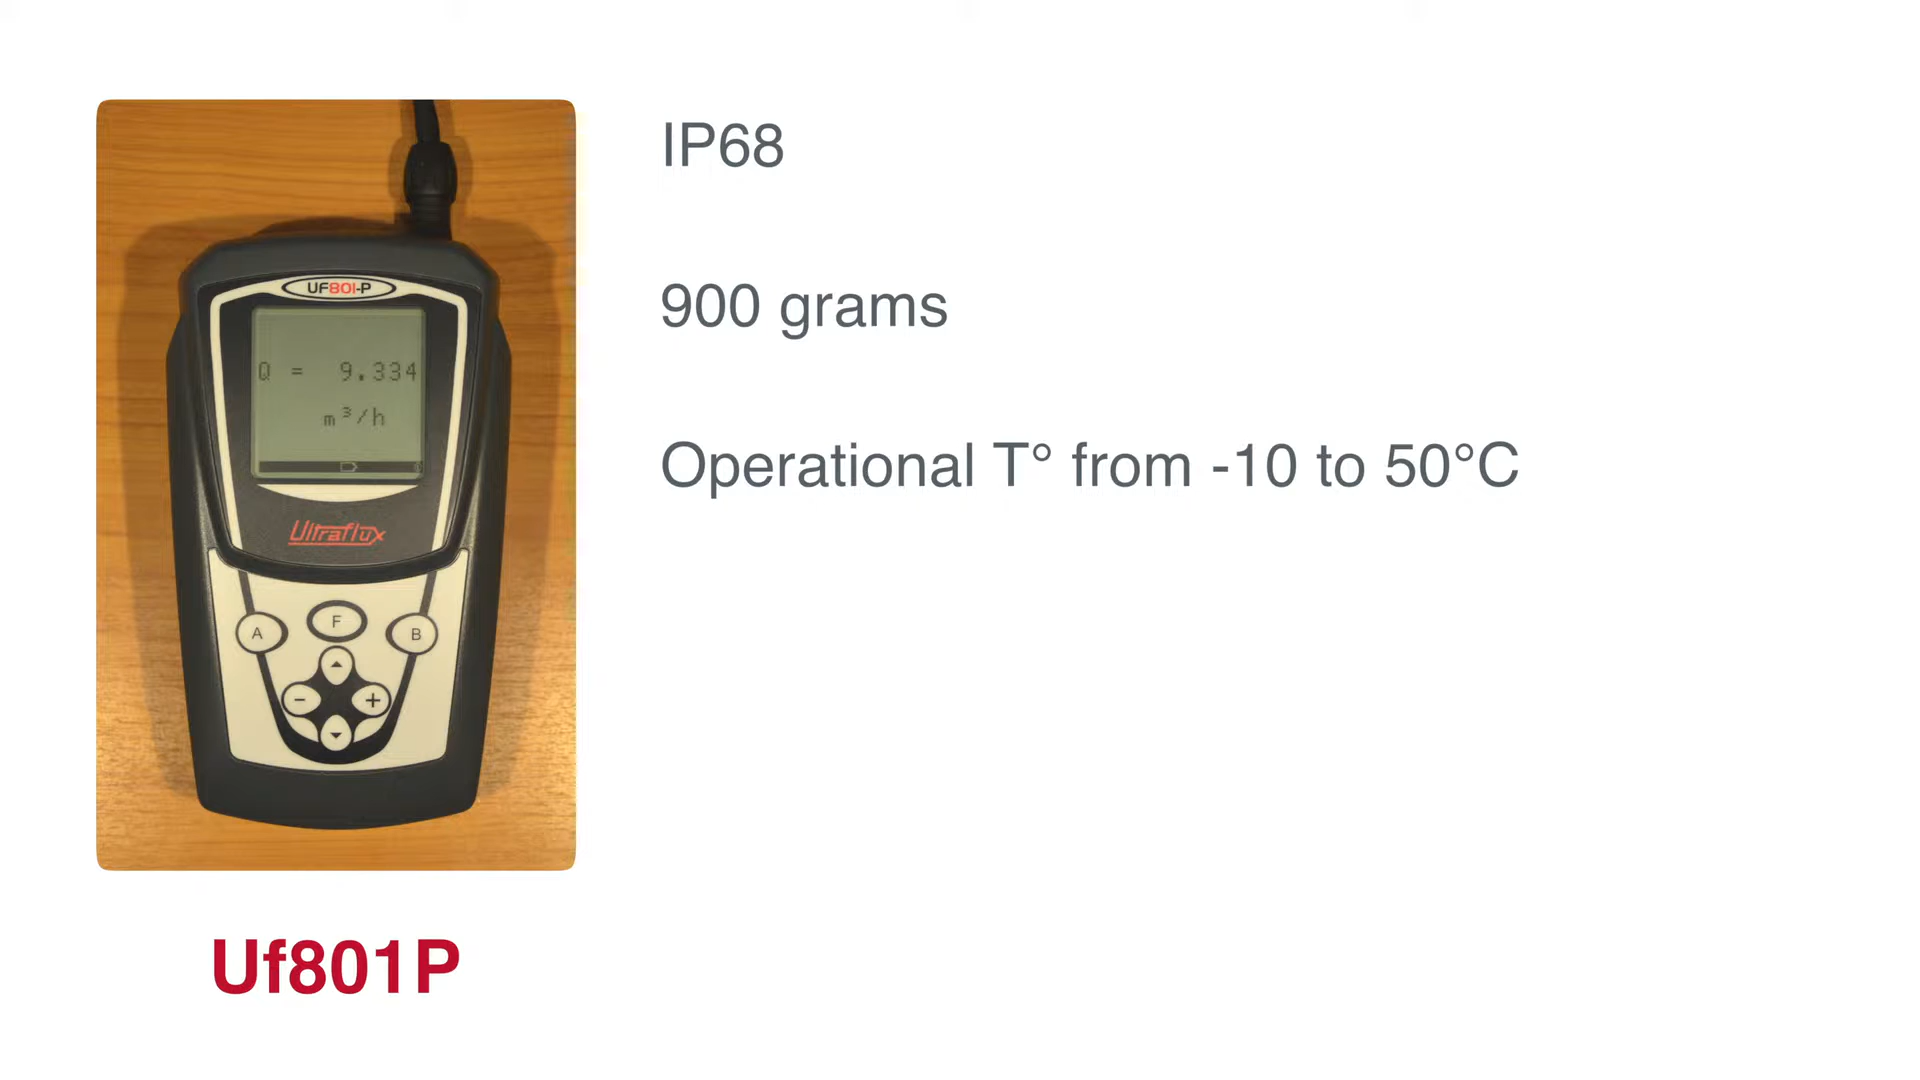 UF801-P
Q = 9.334
m³/h
Ultraflux
A F B
- +
Uf801P
IP68
900 grams
Operational T° from -10 to 50°C